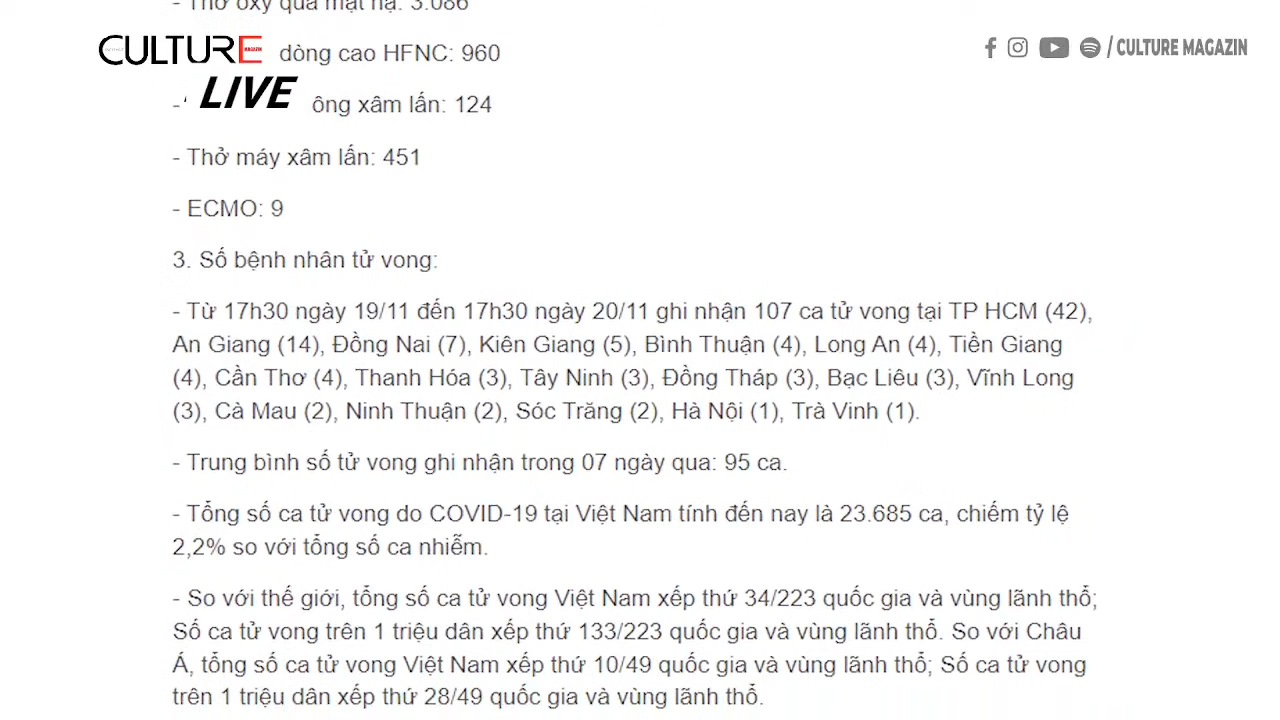 - Thở oxy qua mặt nạ: 3.086
CULTURE MAGAZIN
dòng cao HFNC: 960
/ CULTURE MAGAZIN
LIVE
- ông xâm lấn: 124
- Thở máy xâm lấn: 451
- ECMO: 9
3. Số bệnh nhân tử vong:
- Từ 17h30 ngày 19/11 đến 17h30 ngày 20/11 ghi nhận 107 ca tử vong tại TP HCM (42),
An Giang (14), Đồng Nai (7), Kiên Giang (5), Bình Thuận (4), Long An (4), Tiền Giang
(4), Cần Thơ (4), Thanh Hóa (3), Tây Ninh (3), Đồng Tháp (3), Bạc Liêu (3), Vĩnh Long
(3), Cà Mau (2), Ninh Thuận (2), Sóc Trăng (2), Hà Nội (1), Trà Vinh (1).
- Trung bình số tử vong ghi nhận trong 07 ngày qua: 95 ca.
- Tổng số ca tử vong do COVID-19 tại Việt Nam tính đến nay là 23.685 ca, chiếm tỷ lệ
2,2% so với tổng số ca nhiễm.
- So với thế giới, tổng số ca tử vong Việt Nam xếp thứ 34/223 quốc gia và vùng lãnh thổ;
Số ca tử vong trên 1 triệu dân xếp thứ 133/223 quốc gia và vùng lãnh thổ. So với Châu
Á, tổng số ca tử vong Việt Nam xếp thứ 10/49 quốc gia và vùng lãnh thổ; Số ca tử vong
trên 1 triệu dân xếp thứ 28/49 quốc gia và vùng lãnh thổ.